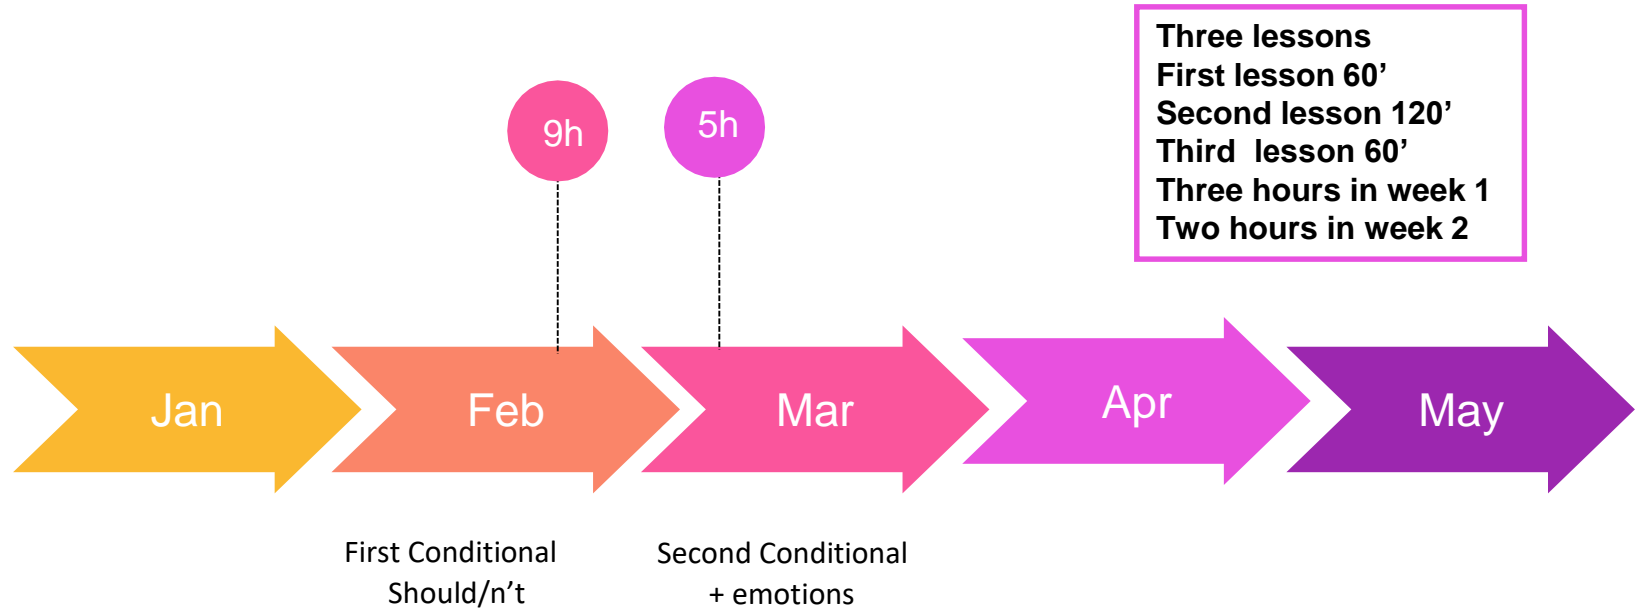 Three lessons
First lesson 60’
Second lesson 120’
Third lesson 60’
Three hours in week 1
Two hours in week 2
9h
5h
Jan
Feb
Mar
Apr
May
First Conditional
Should/n’t
Second Conditional
+ emotions